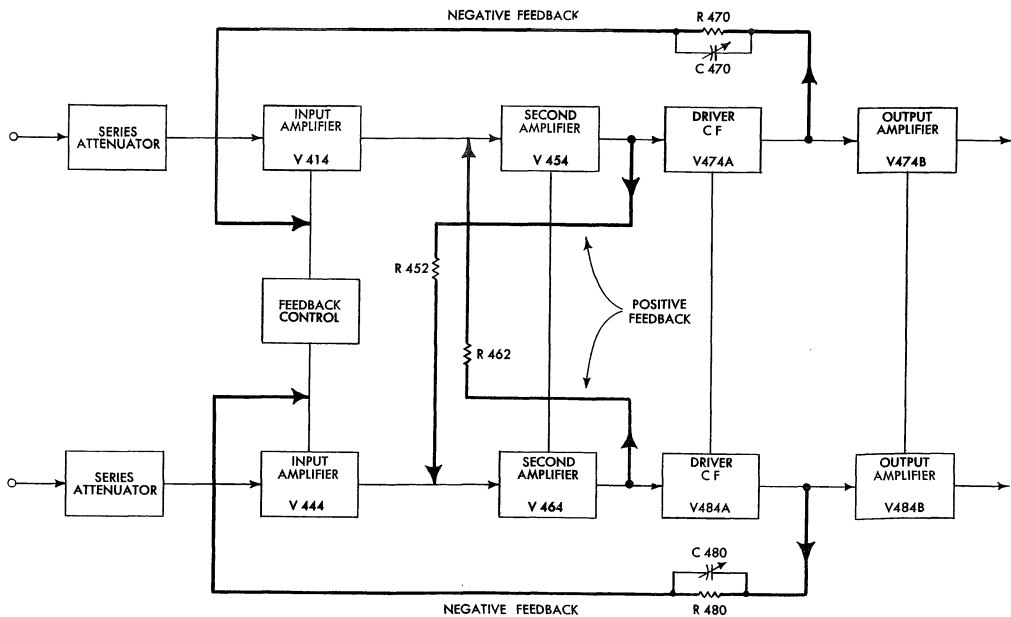 NEGATIVE FEEDBACK
R 470
C 470
SERIES
ATTENUATOR
INPUT
AMPLIFIER
V 414
SECOND
AMPLIFIER
V 454
DRIVER
C F
V474A
OUTPUT
AMPLIFIER
V474B
R 452
FEEDBACK
CONTROL
POSITIVE
FEEDBACK
R 462
SERIES
ATTENUATOR
INPUT
AMPLIFIER
V 444
SECOND
AMPLIFIER
V 464
DRIVER
C F
V484A
OUTPUT
AMPLIFIER
V484B
C 480
R 480
NEGATIVE FEEDBACK